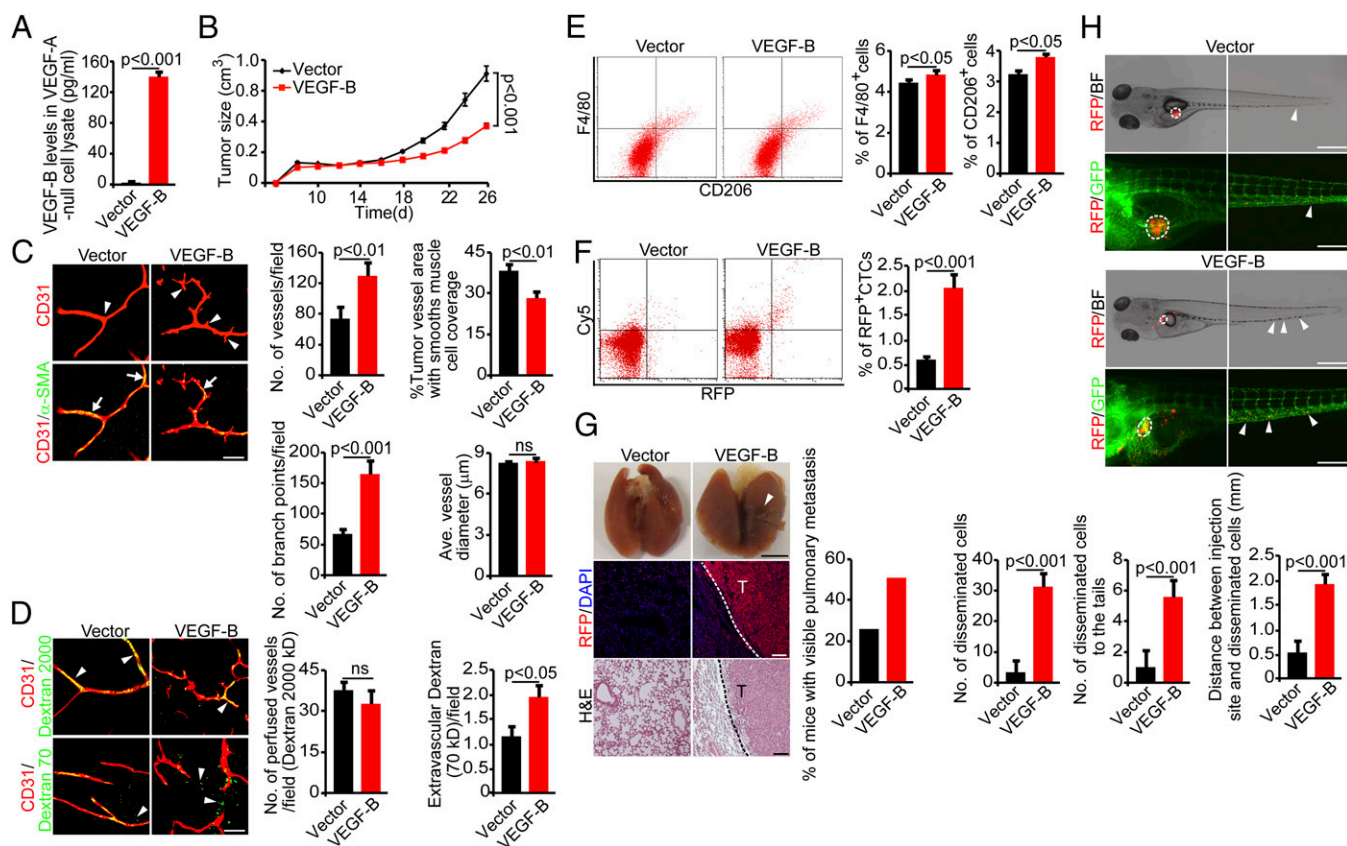 A
VEGF-B levels in VEGF-A
-null cell lysate (pg/ml)
p<0.001
160
120
80
40
0
Vector
VEGF-B
B
Tumor size (cm3)
1.2
0.8
0.4
0
Vector
VEGF-B
p<0.001
10
14
18
22
26
Time(d)
C
Vector
VEGF-B
CD31
CD31/α-SMA
No. of vessels/field
p<0.01
160
120
80
40
0
Vector
VEGF-B
%Tumor vessel area
with smooths muscle
cell coverage
p<0.01
45
30
15
0
Vector
VEGF-B
No. of branch points/field
p<0.001
200
150
100
50
0
Vector
VEGF-B
Ave. vessel
diameter (μm)
ns
9
6
3
0
Vector
VEGF-B
D
Vector
VEGF-B
CD31/
Dextran 2000
CD31/
Dextran 70
No. of perfused vessels
/field (Dextran 2000 kD)
ns
45
30
15
0
Vector
VEGF-B
Extravascular Dextran
(70 kD)/field
p<0.05
2.5
2.0
1.5
1.0
0.5
0
Vector
VEGF-B
E
Vector
VEGF-B
F4/80
CD206
% of F4/80+cells
p<0.05
6
4
2
0
Vector
VEGF-B
% of CD206+cells
p<0.05
4
3
2
1
0
Vector
VEGF-B
F
Vector
VEGF-B
Cy5
RFP
% of RFP+CTCs
p<0.001
2.5
2.0
1.5
1.0
0.5
0
Vector
VEGF-B
G
Vector
VEGF-B
RFP/DAPI
T
H&E
T
% of mice with visible pulmonary metastasis
60
40
20
0
Vector
VEGF-B
H
Vector
RFP/BF
RFP/GFP
VEGF-B
RFP/BF
RFP/GFP
No. of disseminated cells
p<0.001
40
30
20
10
0
Vector
VEGF-B
No. of disseminated cells
to the tails
p<0.001
8
6
4
2
0
Vector
VEGF-B
Distance between injection
site and disseminated cells (mm)
p<0.001
2.5
2.0
1.5
1.0
0.5
0
Vector
VEGF-B